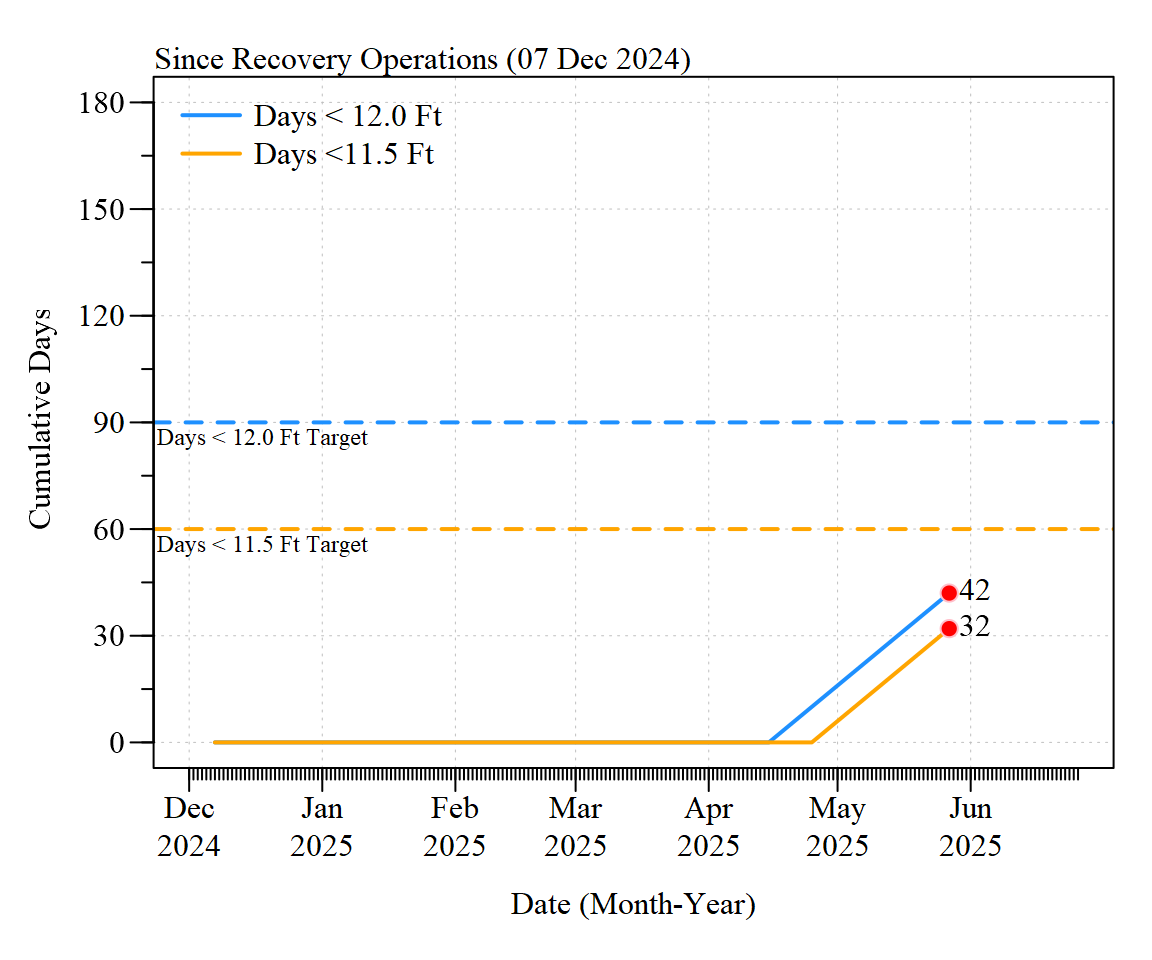 Since Recovery Operations (07 Dec 2024)
Days < 12.0 Ft
Days <11.5 Ft
180
150
120
90
60
30
0
Cumulative Days
Days < 12.0 Ft Target
Days < 11.5 Ft Target
42
32
Dec Jan Feb Mar Apr May Jun
2024 2025 2025 2025 2025 2025 2025
Date (Month-Year)